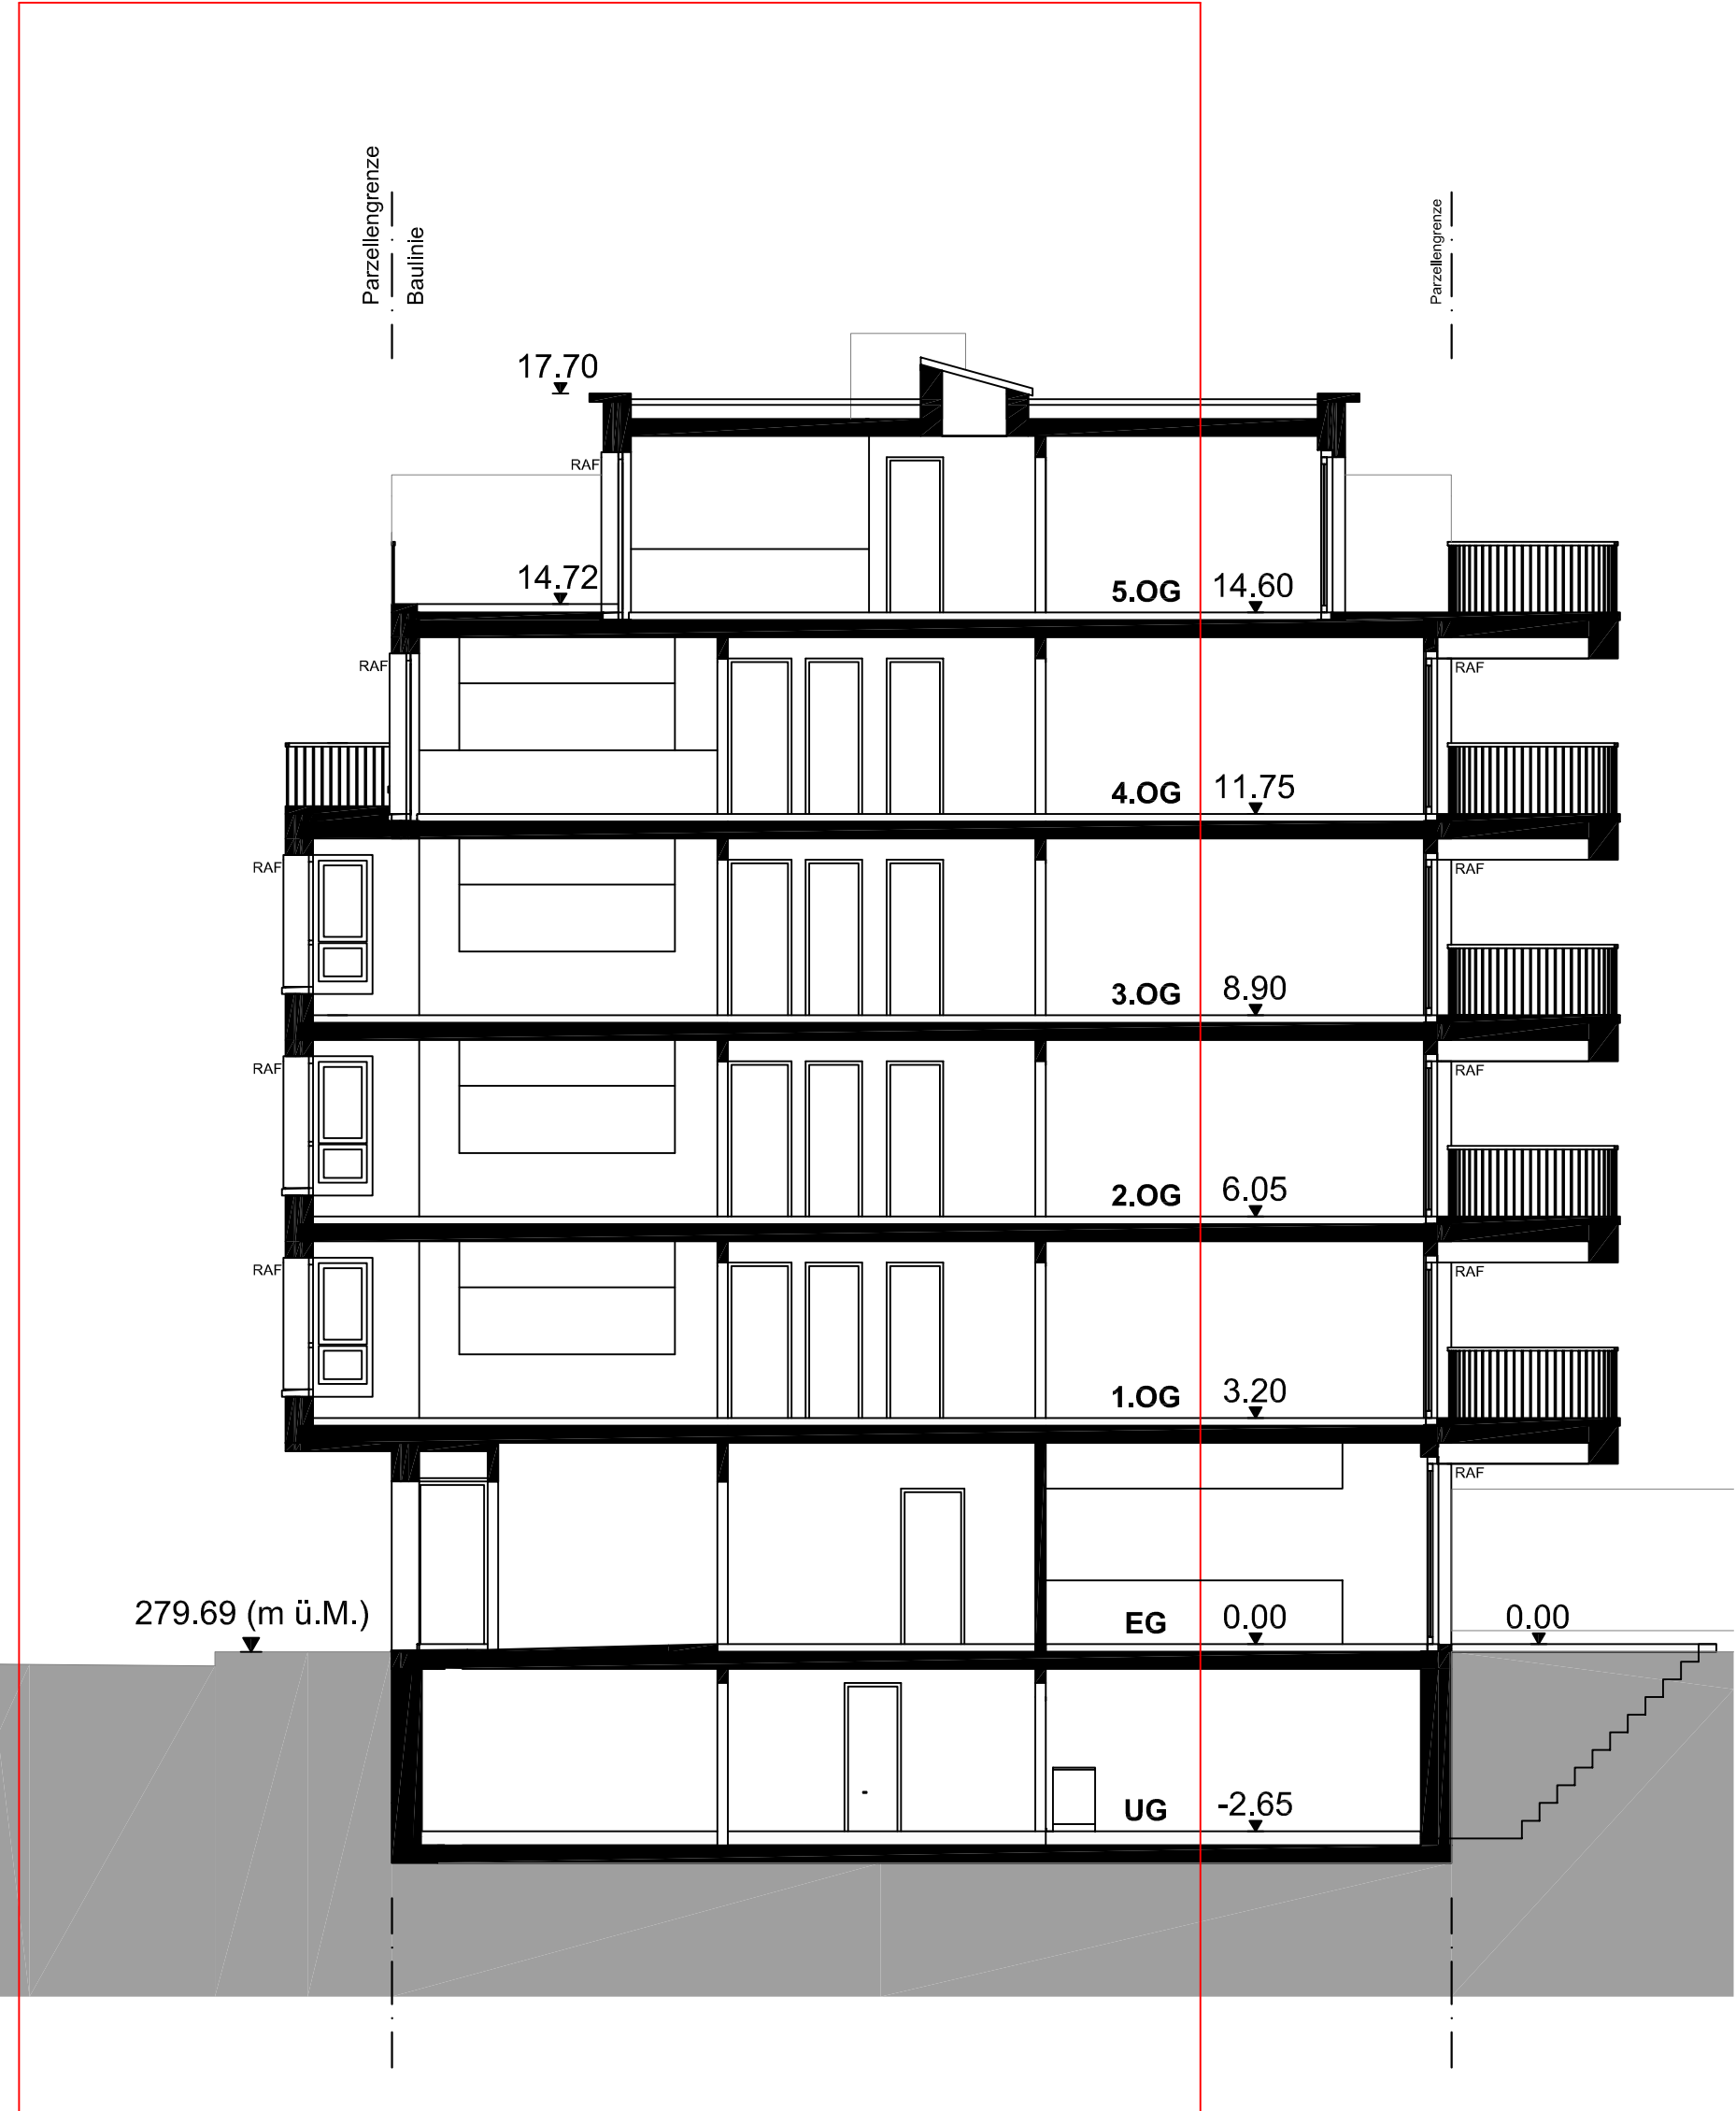 Parzellengrenze
Baulinie
Parzellengrenze
17.70
RAF
14.72
5.OG 14.60
RAF
RAF
4.OG 11.75
RAF
RAF
3.OG 8.90
RAF
RAF
2.OG 6.05
RAF
RAF
1.OG 3.20
RAF
279.69 (m ü.M.)
EG 0.00
0.00
UG -2.65